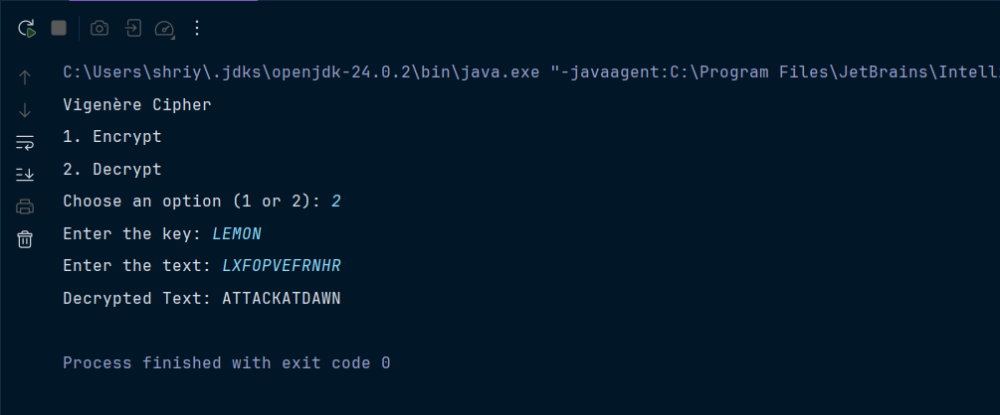 C:\Users\shriy\.jdks\openjdk-24.0.2\bin\java.exe "-javaagent:C:\Program Files\JetBrains\Intell
Vigenère Cipher
1. Encrypt
2. Decrypt
Choose an option (1 or 2): 2
Enter the key: LEMON
Enter the text: LXFOPVEFRNHR
Decrypted Text: ATTACKATDAWN
Process finished with exit code 0